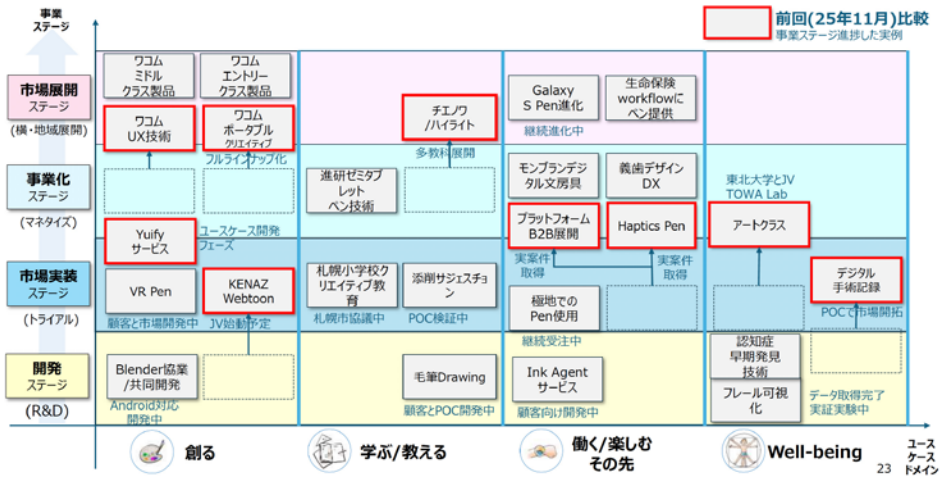 事業
ステージ
前回(25年11月)比較
事業ステージ進捗した実例
市場展開
ステージ
(横・地域展開)
ワコム
ミドル
クラス製品
ワコム
エントリー
クラス製品
ワコム
UX技術
ワコム
ポータブル
クリエイティブ
フルラインナップ化
チエノワ
/ハイライト
多教科展開
Galaxy
S Pen進化
継続進化中
生命保険
workflowに
ペン提供
事業化
ステージ
(マネタイズ)
進研ゼミタブ
レット
ペン技術
モンブランデジ
タル文房具
義歯デザイン
DX
東北大学とJV
TOWA Lab
Yuify
サービス
ユースケース開発
フェーズ
プラットフォーム
B2B展開
Haptics Pen
アートクラス
実案件
取得
実案件
取得
市場実装
ステージ
(トライアル)
VR Pen
顧客と市場開発中
KENAZ
Webtoon
JV始動予定
札幌小学校ク
リエイティブ教
育
札幌市協議中
添削サジェスチョ
ン
POC検証中
極地での
Pen使用
継続受注中
デジタル
手術記録
POCで市場開拓
開発
ステージ
(R&D)
Blender協業
/共同開発
Android対応
開発中
毛筆Drawing
顧客とPOC開発中
Ink Agent
サービス
顧客向け開発中
認知症
早期発見
技術
フレール可視
化
データ取得完了
実証実験中
創る
学ぶ/教える
働く/楽しむ
その先
Well-being
ユース
ケース
ドメイン
23